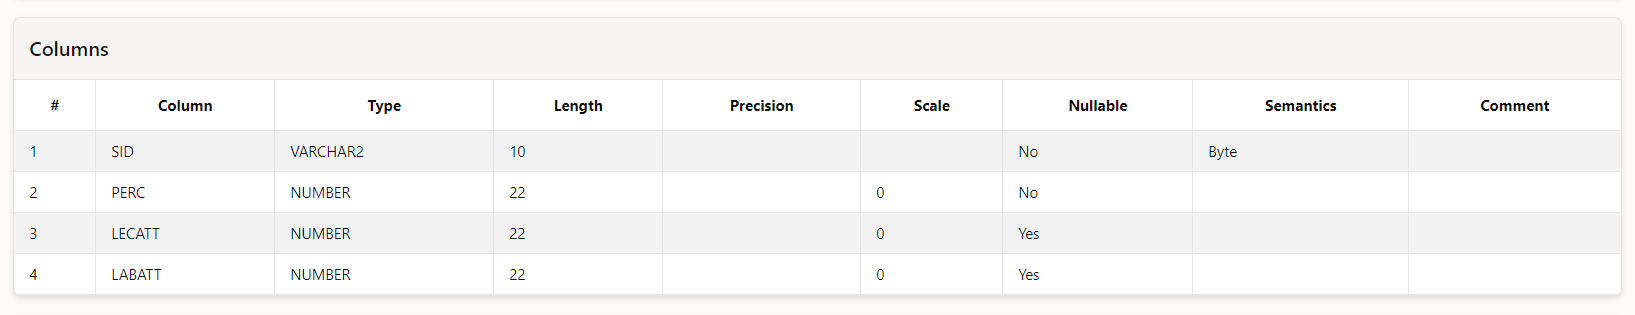 Columns
# Column Type Length Precision Scale Nullable Semantics Comment
1 SID VARCHAR2 10 No Byte
2 PERC NUMBER 22 0 No
3 LECATT NUMBER 22 0 Yes
4 LABATT NUMBER 22 0 Yes